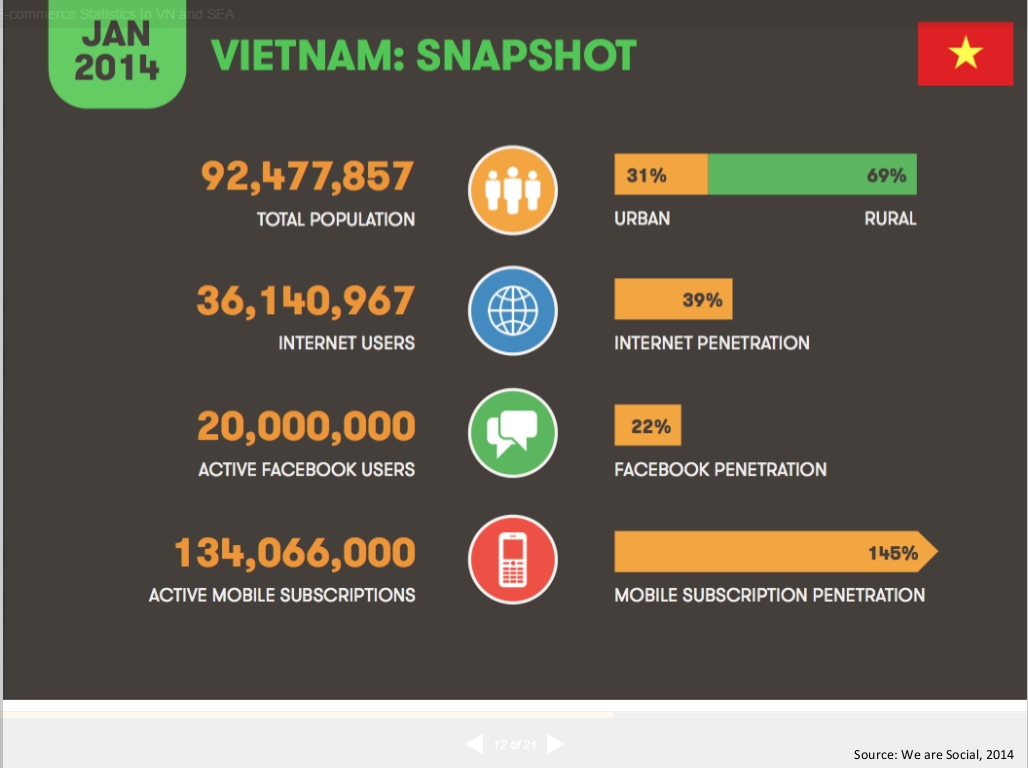 E-commerce Statistics in VN and SEA
JAN
2014
VIETNAM: SNAPSHOT
92,477,857
TOTAL POPULATION
31%
69%
URBAN
RURAL
36,140,967
INTERNET USERS
39%
INTERNET PENETRATION
20,000,000
ACTIVE FACEBOOK USERS
22%
FACEBOOK PENETRATION
134,066,000
ACTIVE MOBILE SUBSCRIPTIONS
145%
MOBILE SUBSCRIPTION PENETRATION
12 of 21
Source: We are Social, 2014